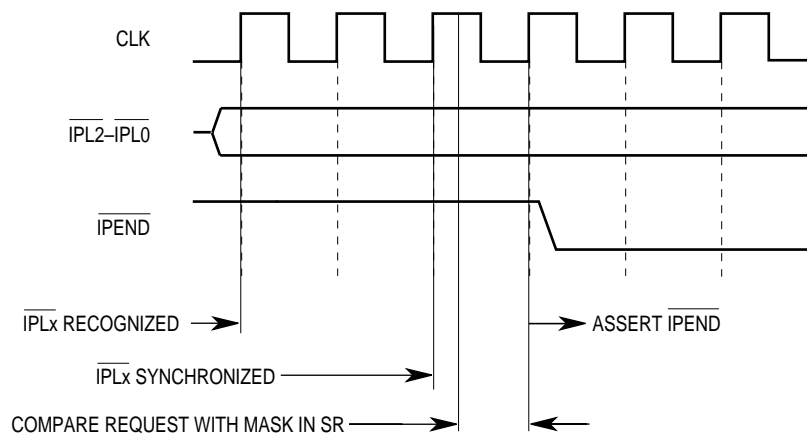 CLK
IPL2–IPL0
IPEND
IPLx RECOGNIZED
ASSERT IPEND
IPLx SYNCHRONIZED
COMPARE REQUEST WITH MASK IN SR